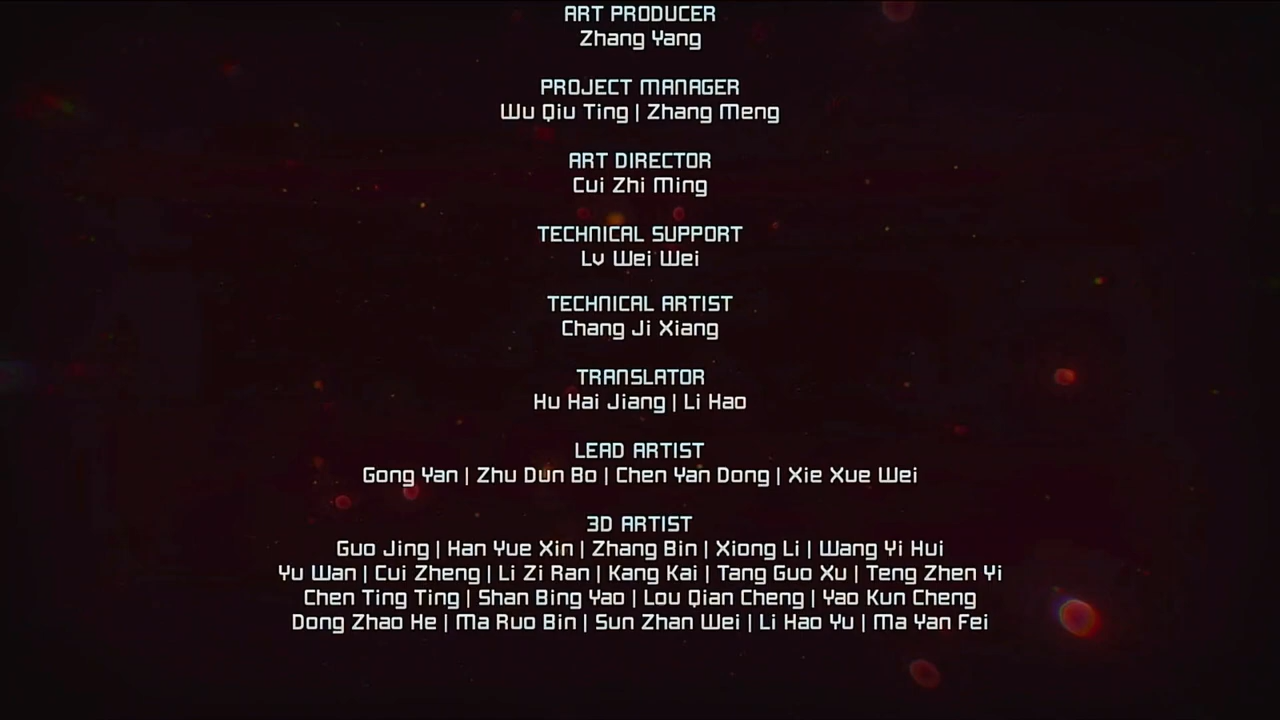 ART PRODUCER
Zhang Yang
PROJECT MANAGER
Wu Qiu Ting | Zhang Meng
ART DIRECTOR
Cui Zhi Ming
TECHNICAL SUPPORT
Lv Wei Wei
TECHNICAL ARTIST
Chang Ji Xiang
TRANSLATOR
Hu Hai Jiang | Li Hao
LEAD ARTIST
Gong Yan | Zhu Dun Bo | Chen Yan Dong | Xie Xue Wei
3D ARTIST
Guo Jing | Han Yue Xin | Zhang Bin | Xiong Li | Wang Yi Hui
Yu Wan | Cui Zheng | Li Zi Ran | Kang Kai | Tang Guo Xu | Teng Zhen Yi
Chen Ting Ting | Shan Bing Yao | Lou Qian Cheng | Yao Kun Cheng
Dong Zhao He | Ma Ruo Bin | Sun Zhan Wei | Li Hao Yu | Ma Yan Fei